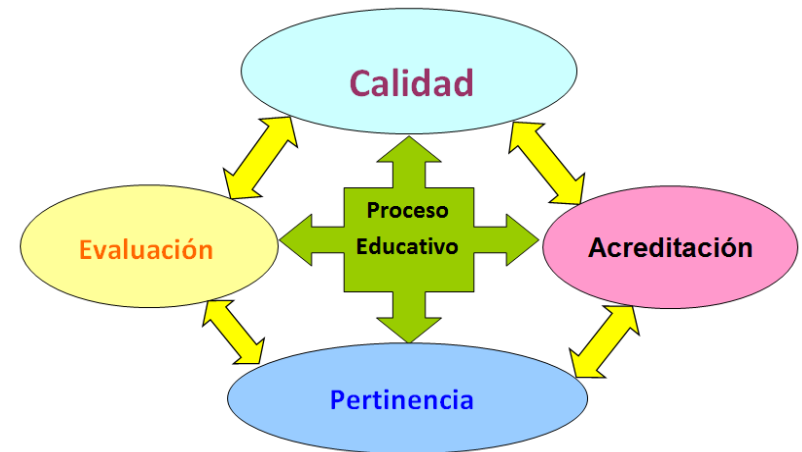 Calidad
Proceso
Educativo
Evaluación
Acreditación
Pertinencia